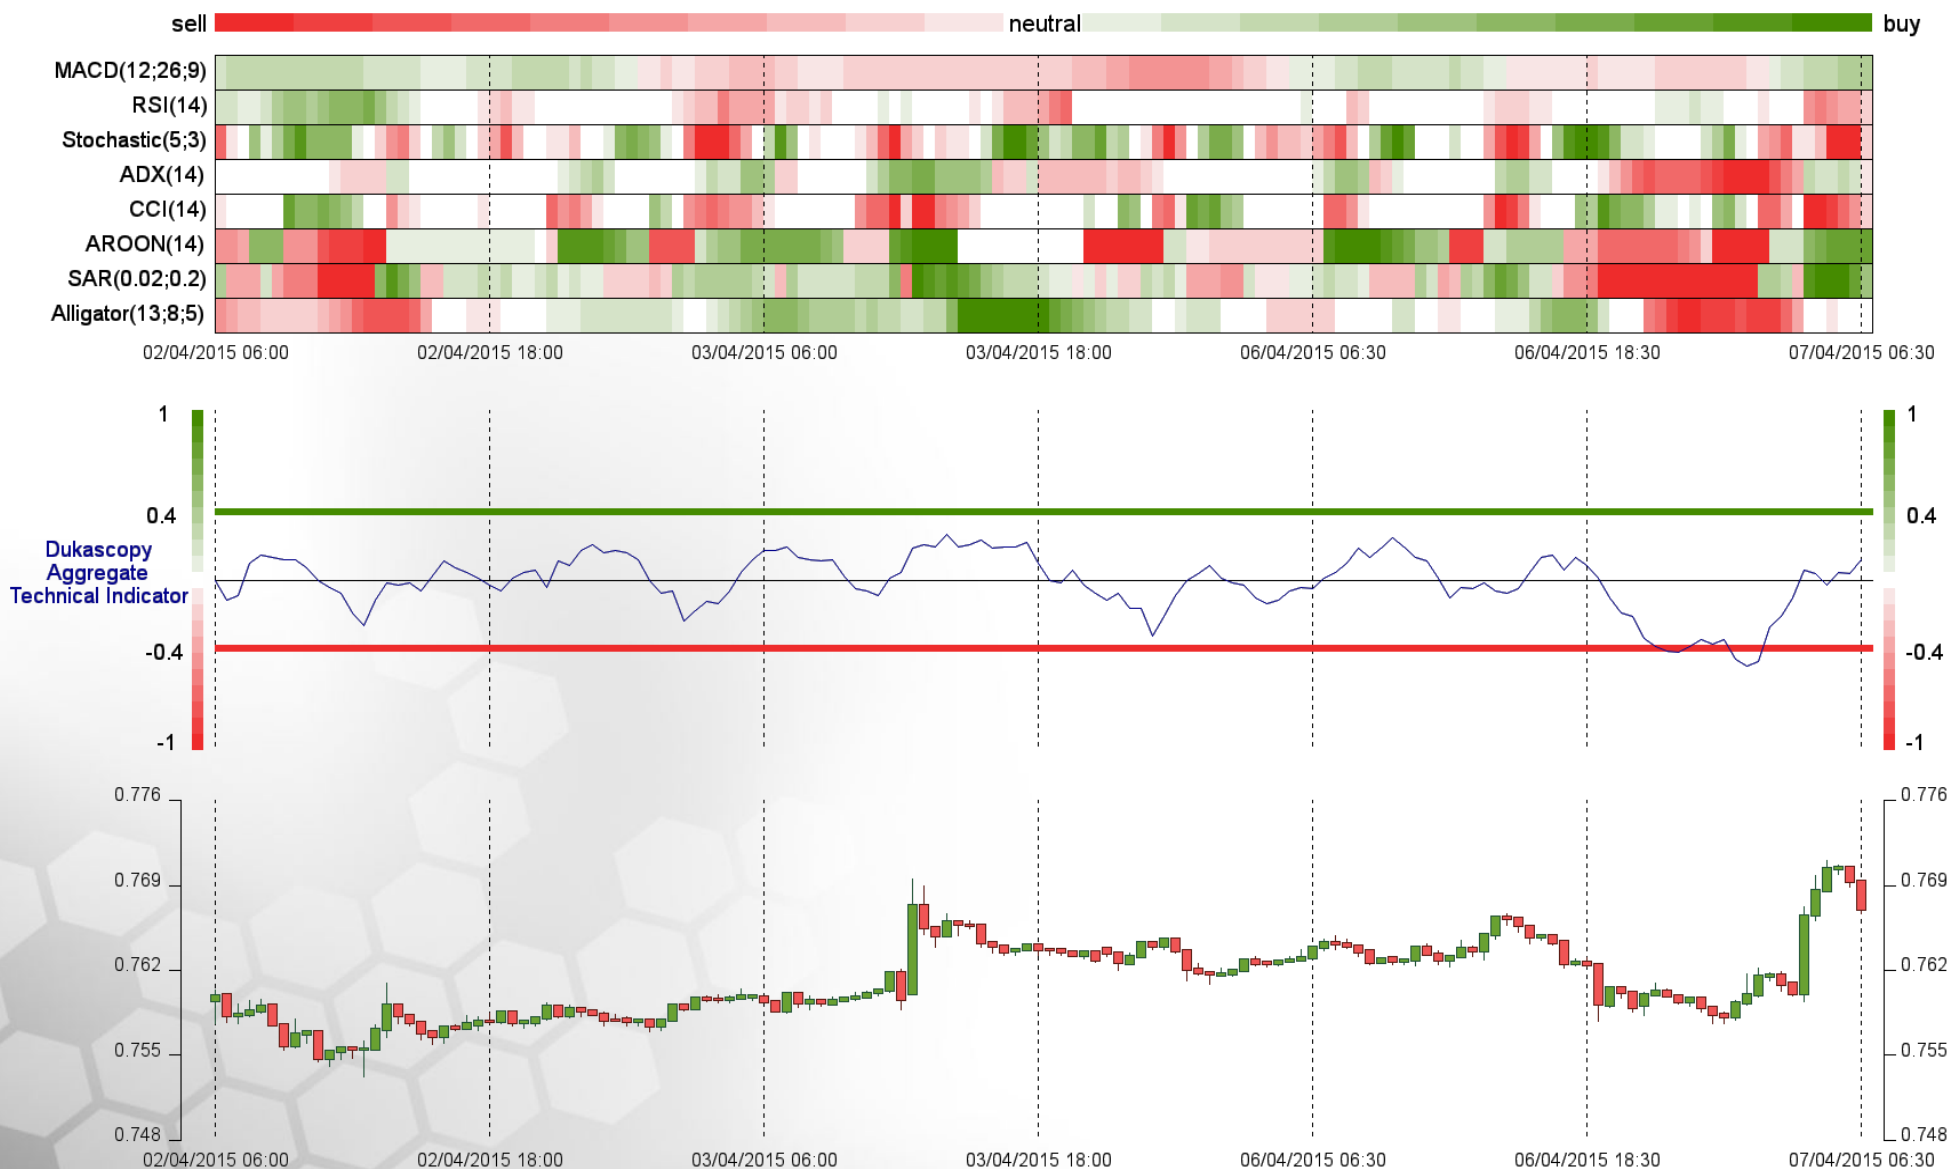 sell neutral buy
MACD(12;26;9)
RSI(14)
Stochastic(5;3)
ADX(14)
CCI(14)
AROON(14)
SAR(0.02;0.2)
Alligator(13;8;5)
02/04/2015 06:00 02/04/2015 18:00 03/04/2015 06:00 03/04/2015 18:00 06/04/2015 06:30 06/04/2015 18:30 07/04/2015 06:30
1 1
0.4 0.4
Dukascopy
Aggregate
Technical Indicator
-0.4 -0.4
-1 -1
0.776 0.776
0.769 0.769
0.762 0.762
0.755 0.755
0.748 0.748
02/04/2015 06:00 02/04/2015 18:00 03/04/2015 06:00 03/04/2015 18:00 06/04/2015 06:30 06/04/2015 18:30 07/04/2015 06:30